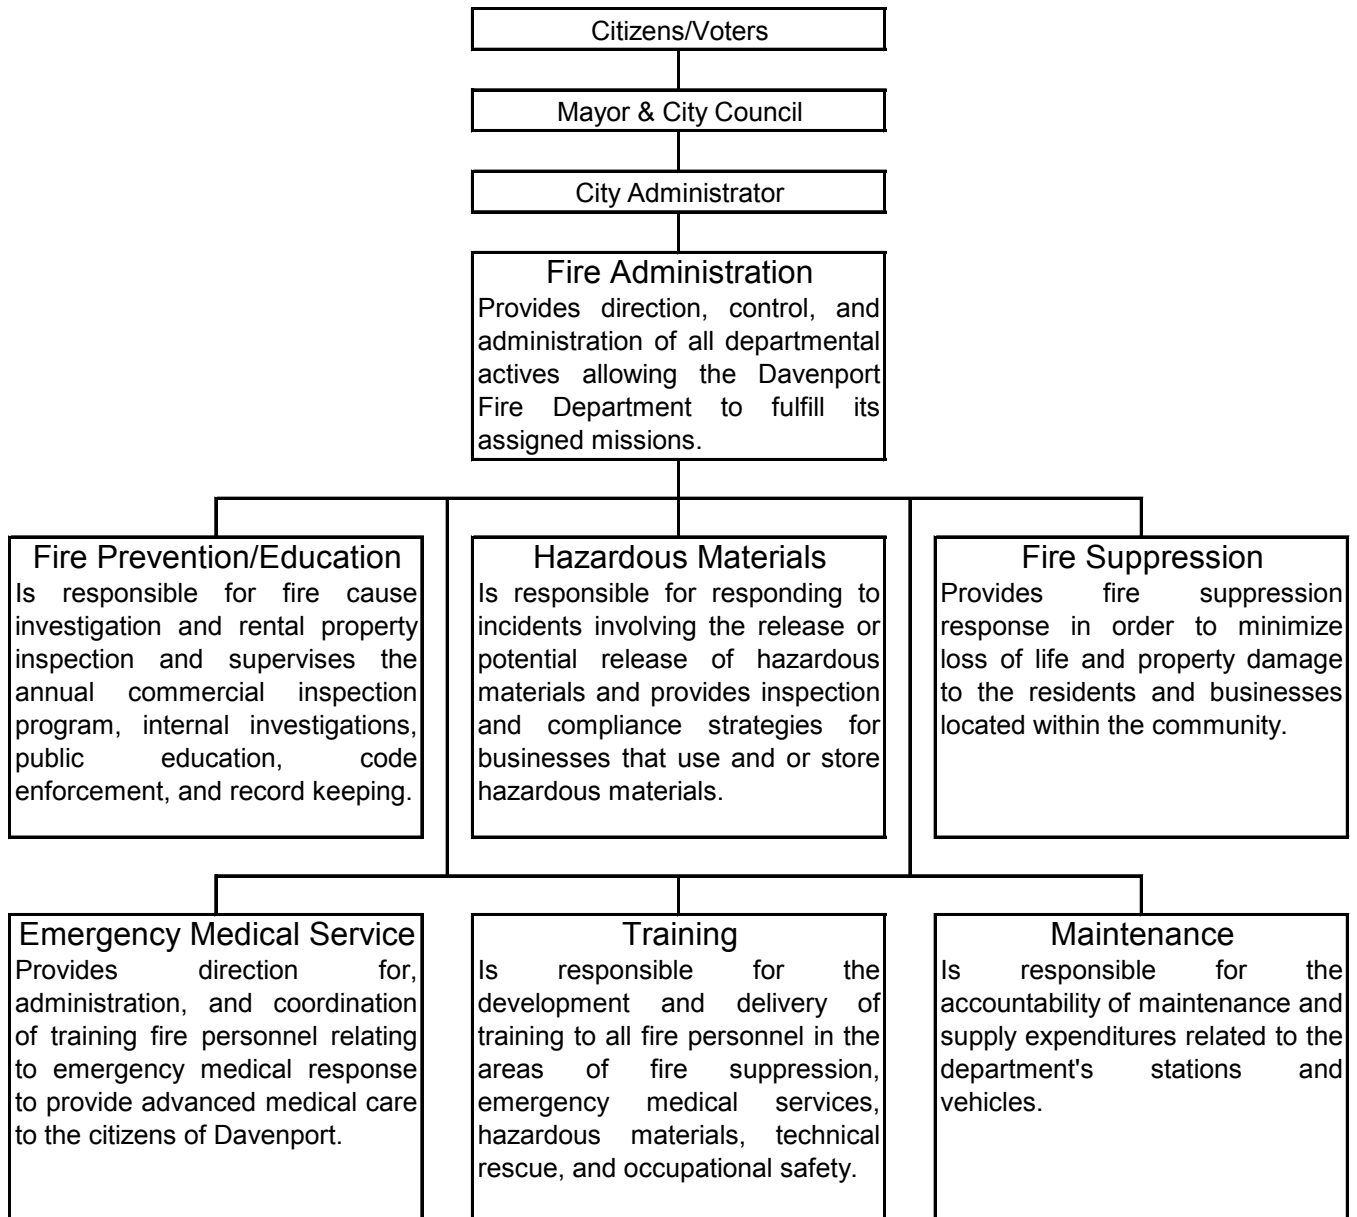 Citizens/Voters
Mayor & City Council
City Administrator
Fire Administration
Provides direction, control, and
administration of all departmental
actives allowing the Davenport
Fire Department to fulfill its
assigned missions.
Fire Prevention/Education
Is responsible for fire cause
investigation and rental property
inspection and supervises the
annual commercial inspection
program, internal investigations,
public education, code
enforcement, and record keeping.
Hazardous Materials
Is responsible for responding to
incidents involving the release or
potential release of hazardous
materials and provides inspection
and compliance strategies for
businesses that use and or store
hazardous materials.
Fire Suppression
Provides fire suppression
response in order to minimize
loss of life and property damage
to the residents and businesses
located within the community.
Emergency Medical Service
Provides direction for,
administration, and coordination
of training fire personnel relating
to emergency medical response
to provide advanced medical care
to the citizens of Davenport.
Training
Is responsible for the
development and delivery of
training to all fire personnel in the
areas of fire suppression,
emergency medical services,
hazardous materials, technical
rescue, and occupational safety.
Maintenance
Is responsible for the
accountability of maintenance and
supply expenditures related to the
department's stations and
vehicles.